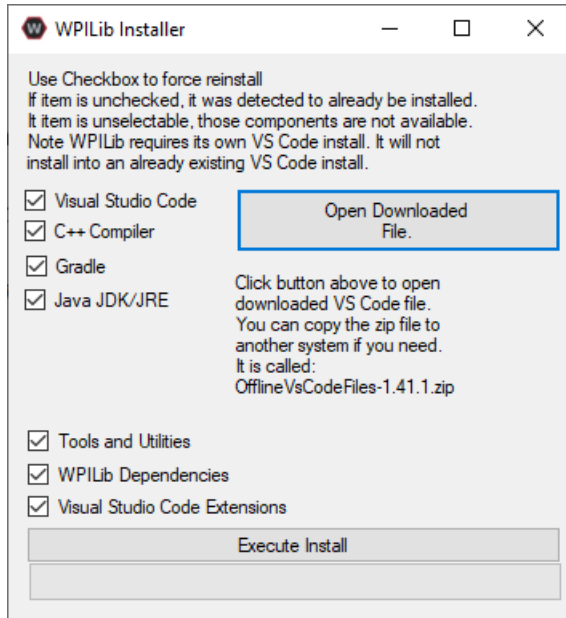 WPILib Installer
Use Checkbox to force reinstall
If item is unchecked, it was detected to already be installed.
It item is unselectable, those components are not available.
Note WPILib requires its own VS Code install. It will not
install into an already existing VS Code install.
Visual Studio Code
C++ Compiler
Gradle
Java JDK/JRE
Open Downloaded
File.
Click button above to open
downloaded VS Code file.
You can copy the zip file to
another system if you need.
It is called:
OfflineVsCodeFiles-1.41.1.zip
Tools and Utilities
WPILib Dependencies
Visual Studio Code Extensions
Execute Install